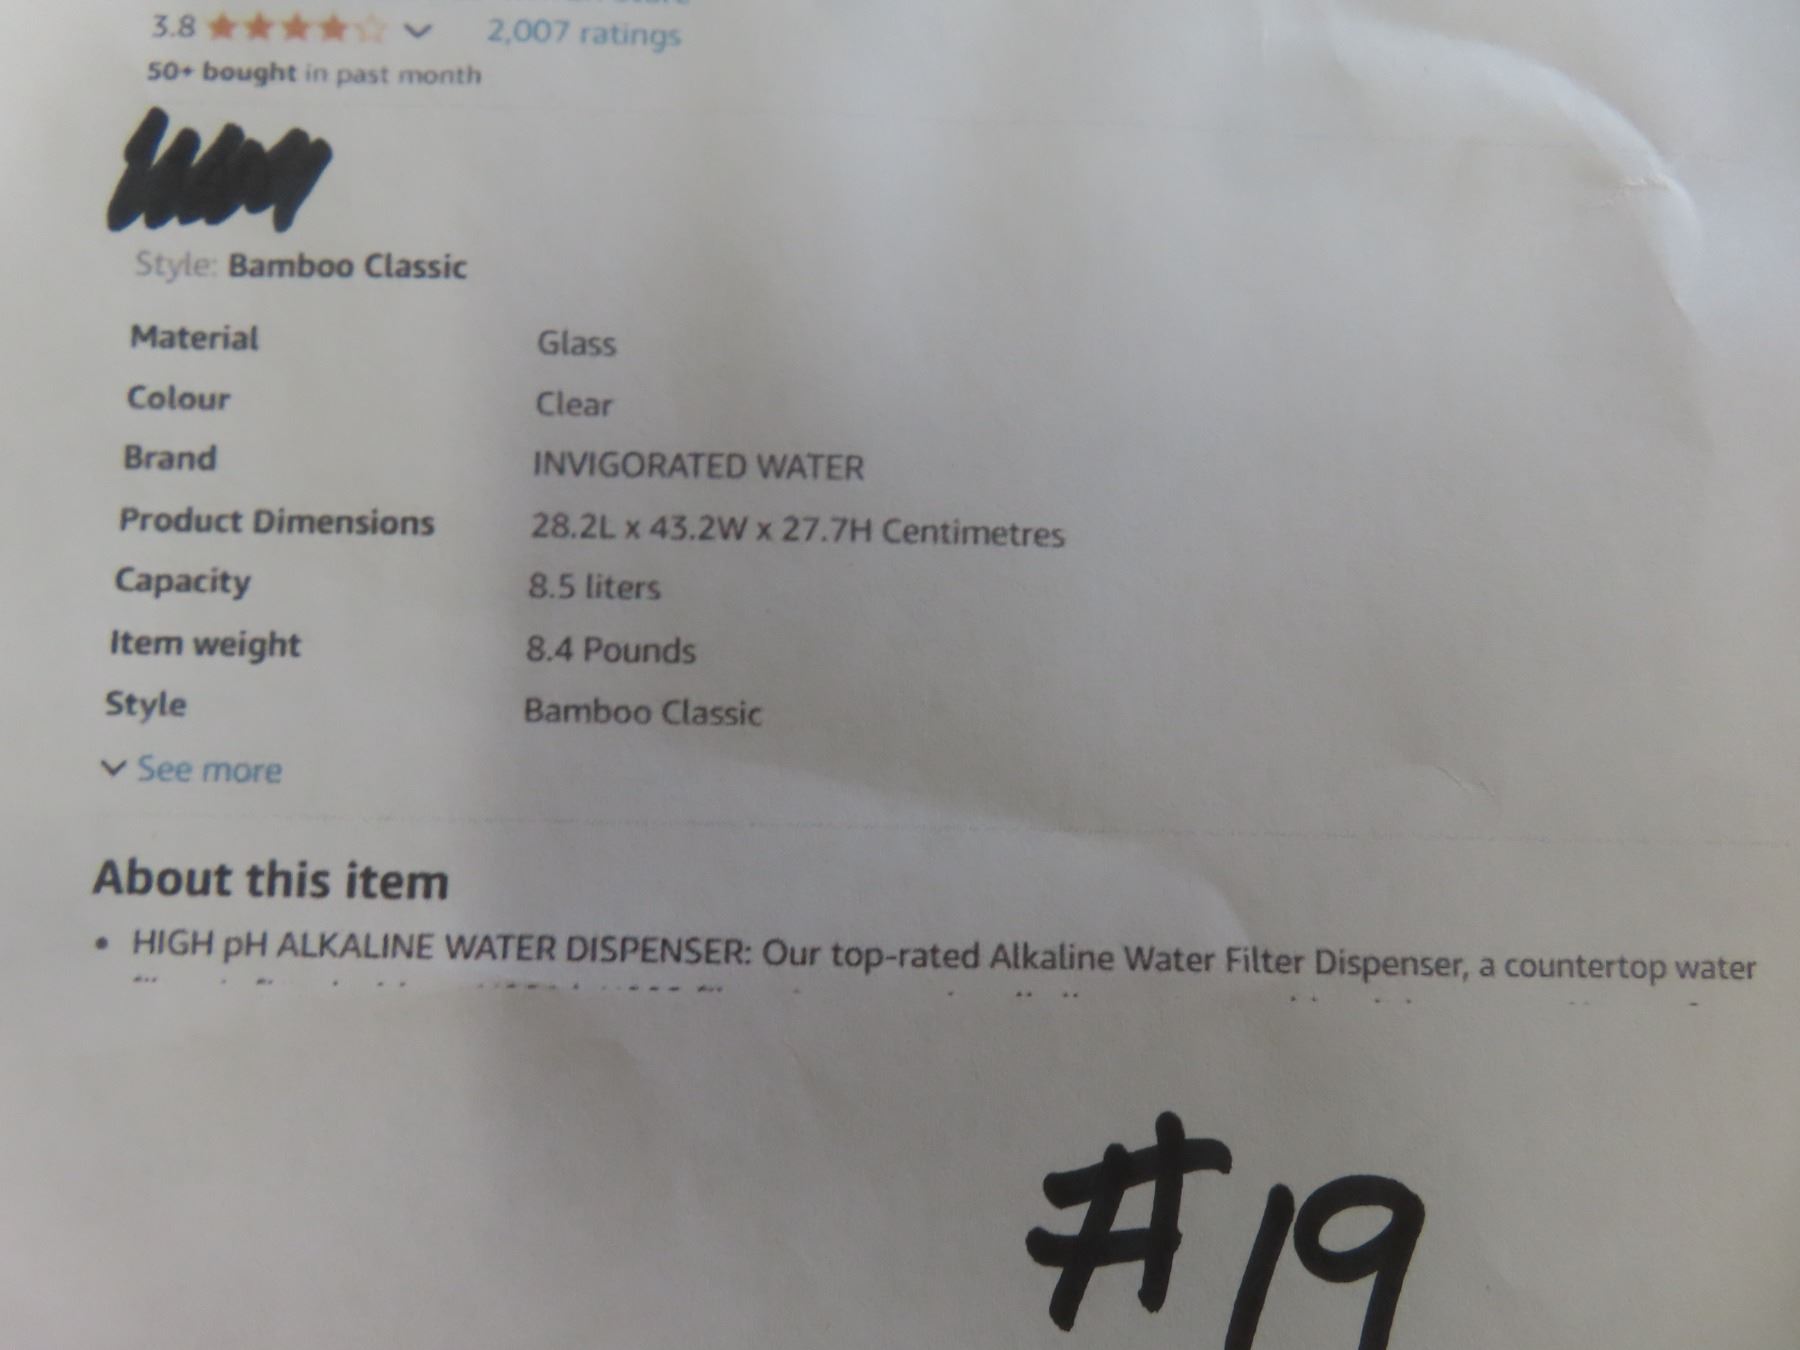 3.8 2,007 ratings
50+ bought in past month
Style: Bamboo Classic
Material Glass
Colour Clear
Brand INVIGORATED WATER
Product Dimensions 28.2L x 43.2W x 27.7H Centimetres
Capacity 8.5 liters
Item weight 8.4 Pounds
Style Bamboo Classic
See more
About this item
• HIGH pH ALKALINE WATER DISPENSER: Our top-rated Alkaline Water Filter Dispenser, a countertop water
#19